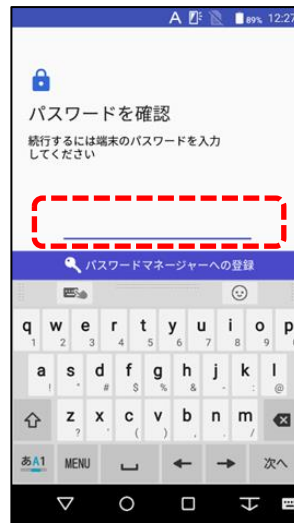 A 89% 12:27
パスワードを確認
続行するには端末のパスワードを入力
してください
パスワードマネージャーへの登録
q w e r t y u i o p
1 2 3 4 5 6 7 8 9
a s d f g h j k l
! # $ % & - : @
z x c v b n m
? ( ) , /
あA1 MENU 次へ